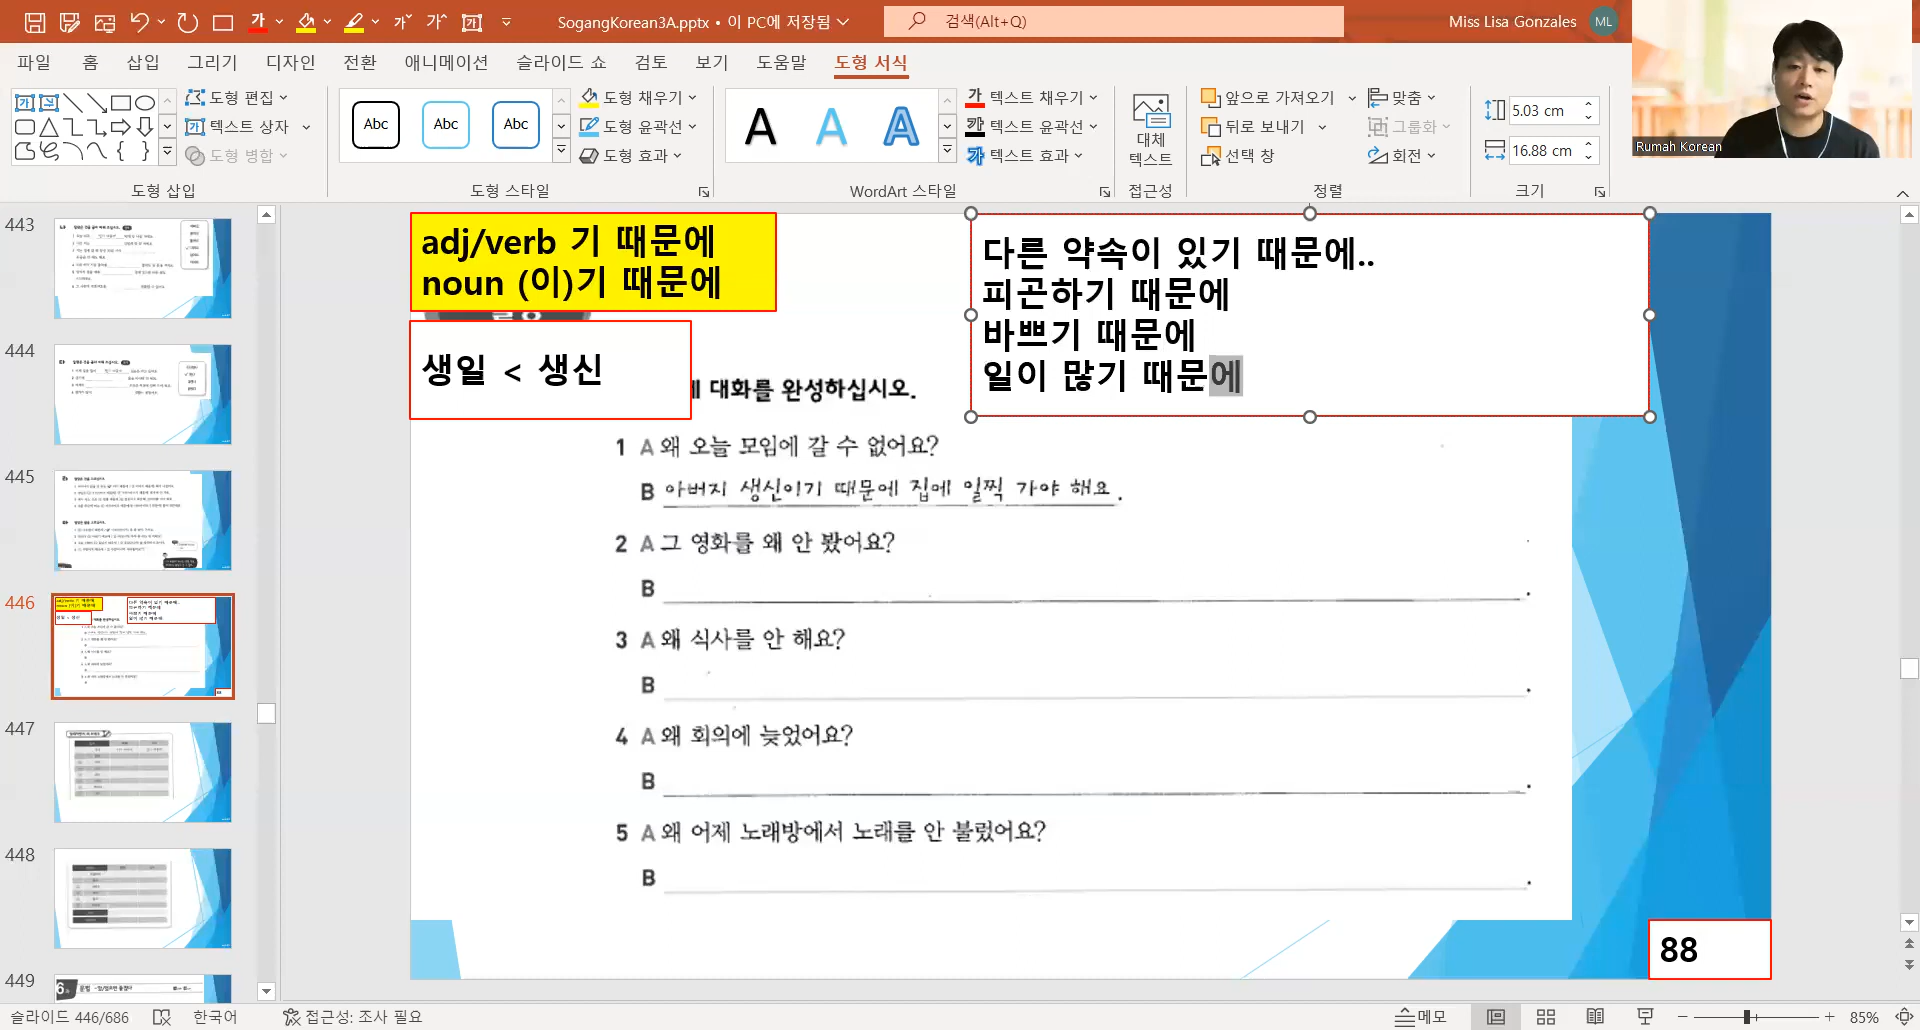 SogangKorean3A.pptx • 이 PC에 저장됨
검색(Alt+Q)
Miss Lisa Gonzales
ML
파일 홈 삽입 그리기 디자인 전환 애니메이션 슬라이드 쇼 검토 보기 도움말 도형 서식
도형 편집
텍스트 상자
도형 병합
도형 삽입
Abc Abc Abc
도형 채우기
도형 윤곽선
도형 효과
도형 스타일
A A A
텍스트 채우기
텍스트 윤곽선
텍스트 효과
WordArt 스타일
대체
텍스트
접근성
앞으로 가져오기
뒤로 보내기
선택 창
맞춤
그룹화
회전
정렬
5.03 cm
16.88 cm
크기
Rumah Korean
443
444
445
446
447
448
449
adj/verb 기 때문에
noun (이)기 때문에
생일 < 생신
다른 약속이 있기 때문에..
피곤하기 때문에
바쁘기 때문에
일이 많기 때문에
대화를 완성하십시오.
1 A 왜 오늘 모임에 갈 수 없어요?
B 아버지 생신이기 때문에 집에 일찍 가야 해요.
2 A 그 영화를 왜 안 봤어요?
B .
3 A 왜 식사를 안 해요?
B .
4 A 왜 회의에 늦었어요?
B .
5 A 왜 어제 노래방에서 노래를 안 불렀어요?
B .
88
슬라이드 446/686
한국어
접근성: 조사 필요
메모
85%